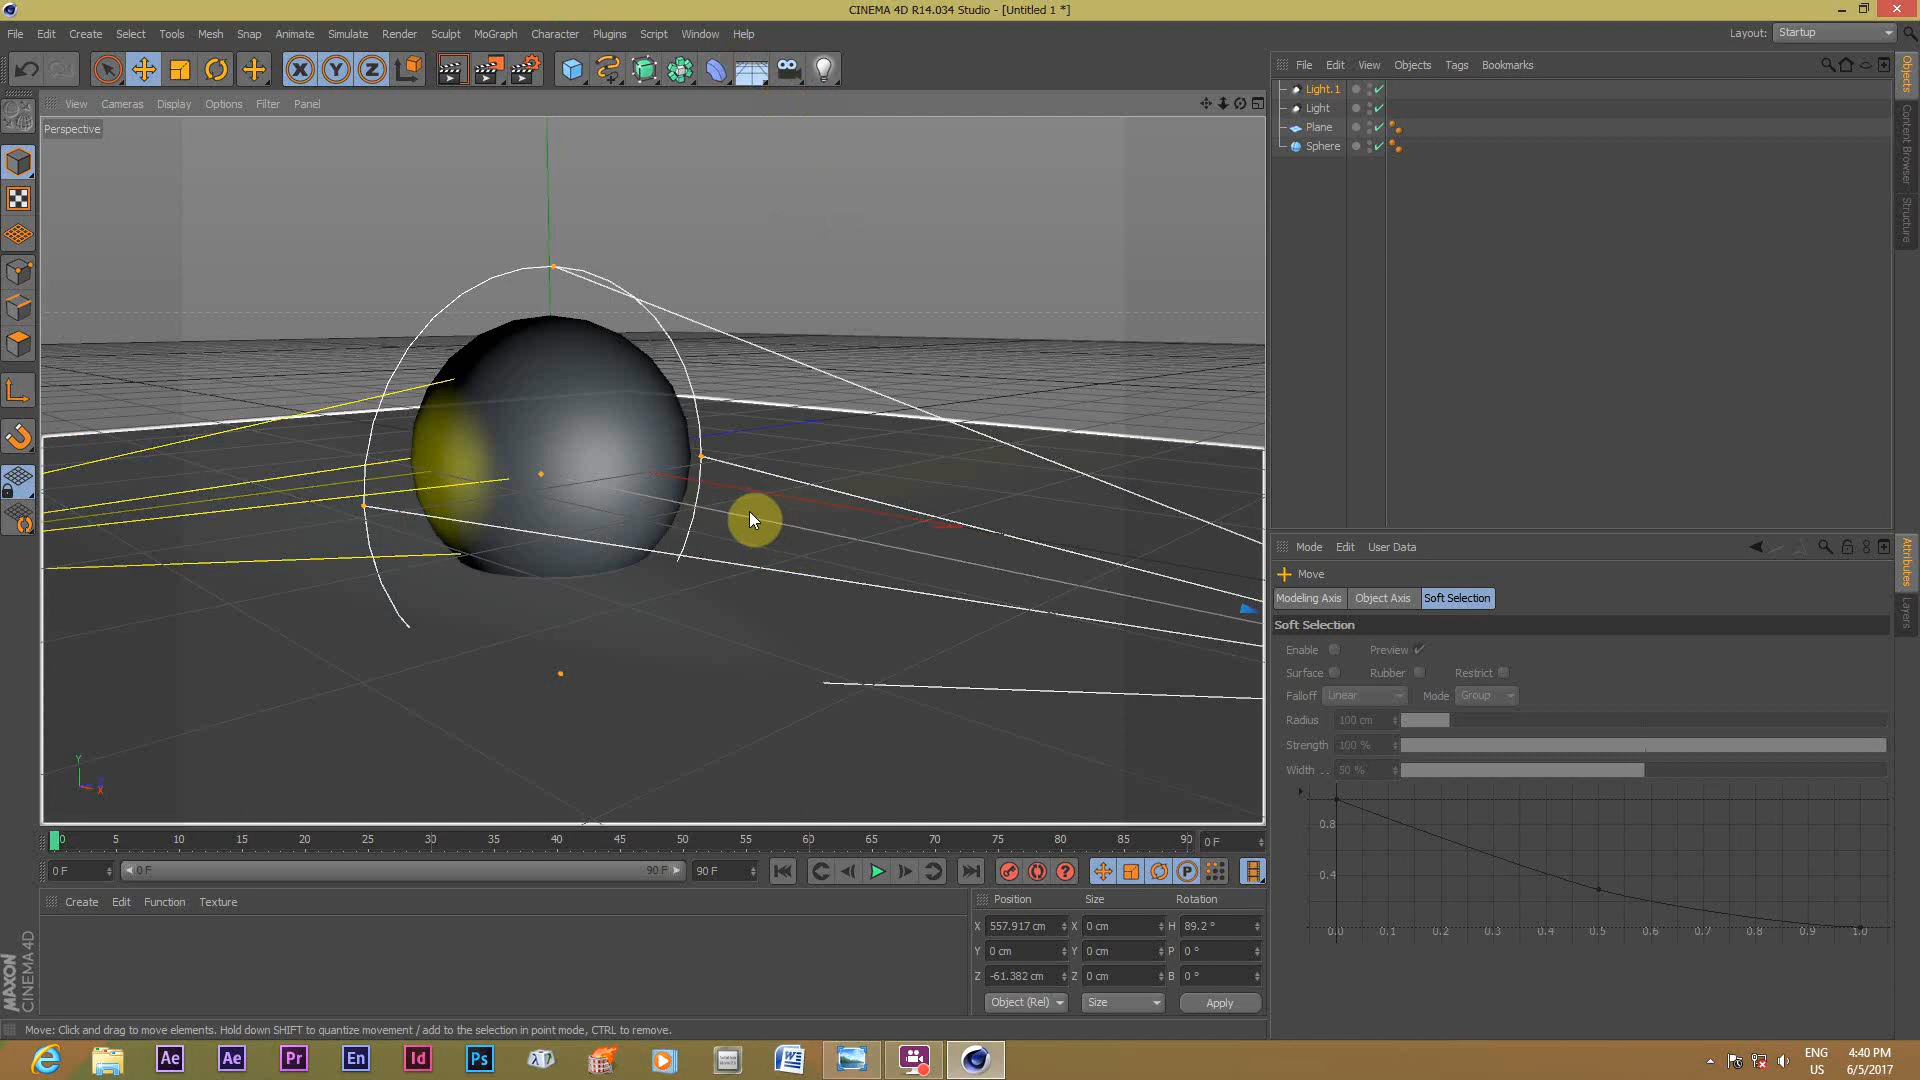 CINEMA 4D R14.034 Studio - [Untitled 1 *]
File Edit Create Select Tools Mesh Snap Animate Simulate Render Sculpt MoGraph Character Plugins Script Window Help
Layout: Startup
X Y Z
File Edit View Objects Tags Bookmarks
View Cameras Display Options Filter Panel
Perspective
Light.1
Light
Plane
Sphere
Objects
Content Browser
Structure
Mode Edit User Data
Move
Modeling Axis Object Axis Soft Selection
Soft Selection
Enable Preview
Surface Rubber Restrict
Falloff Linear Mode Group
Radius 100 cm
Strength 100 %
Width . . 50 %
0.8
0.4
0.0 0.1 0.2 0.3 0.4 0.5 0.6 0.7 0.8 0.9 1.0
Attributes
Layers
Y
Z
X
0 5 10 15 20 25 30 35 40 45 50 55 60 65 70 75 80 85 90 0 F
0 F 0 F 90 F 90 F P
Create Edit Function Texture
Position Size Rotation
X 557.917 cm X 0 cm H 89.2 °
Y 0 cm Y 0 cm P 0 °
Z -61.382 cm Z 0 cm B 0 °
Object (Rel) Size Apply
MAXON
CINEMA 4D
Move: Click and drag to move elements. Hold down SHIFT to quantize movement / add to the selection in point mode, CTRL to remove.
Ae Ae Pr En Id Ps
ENG 4:40 PM
US 6/5/2017